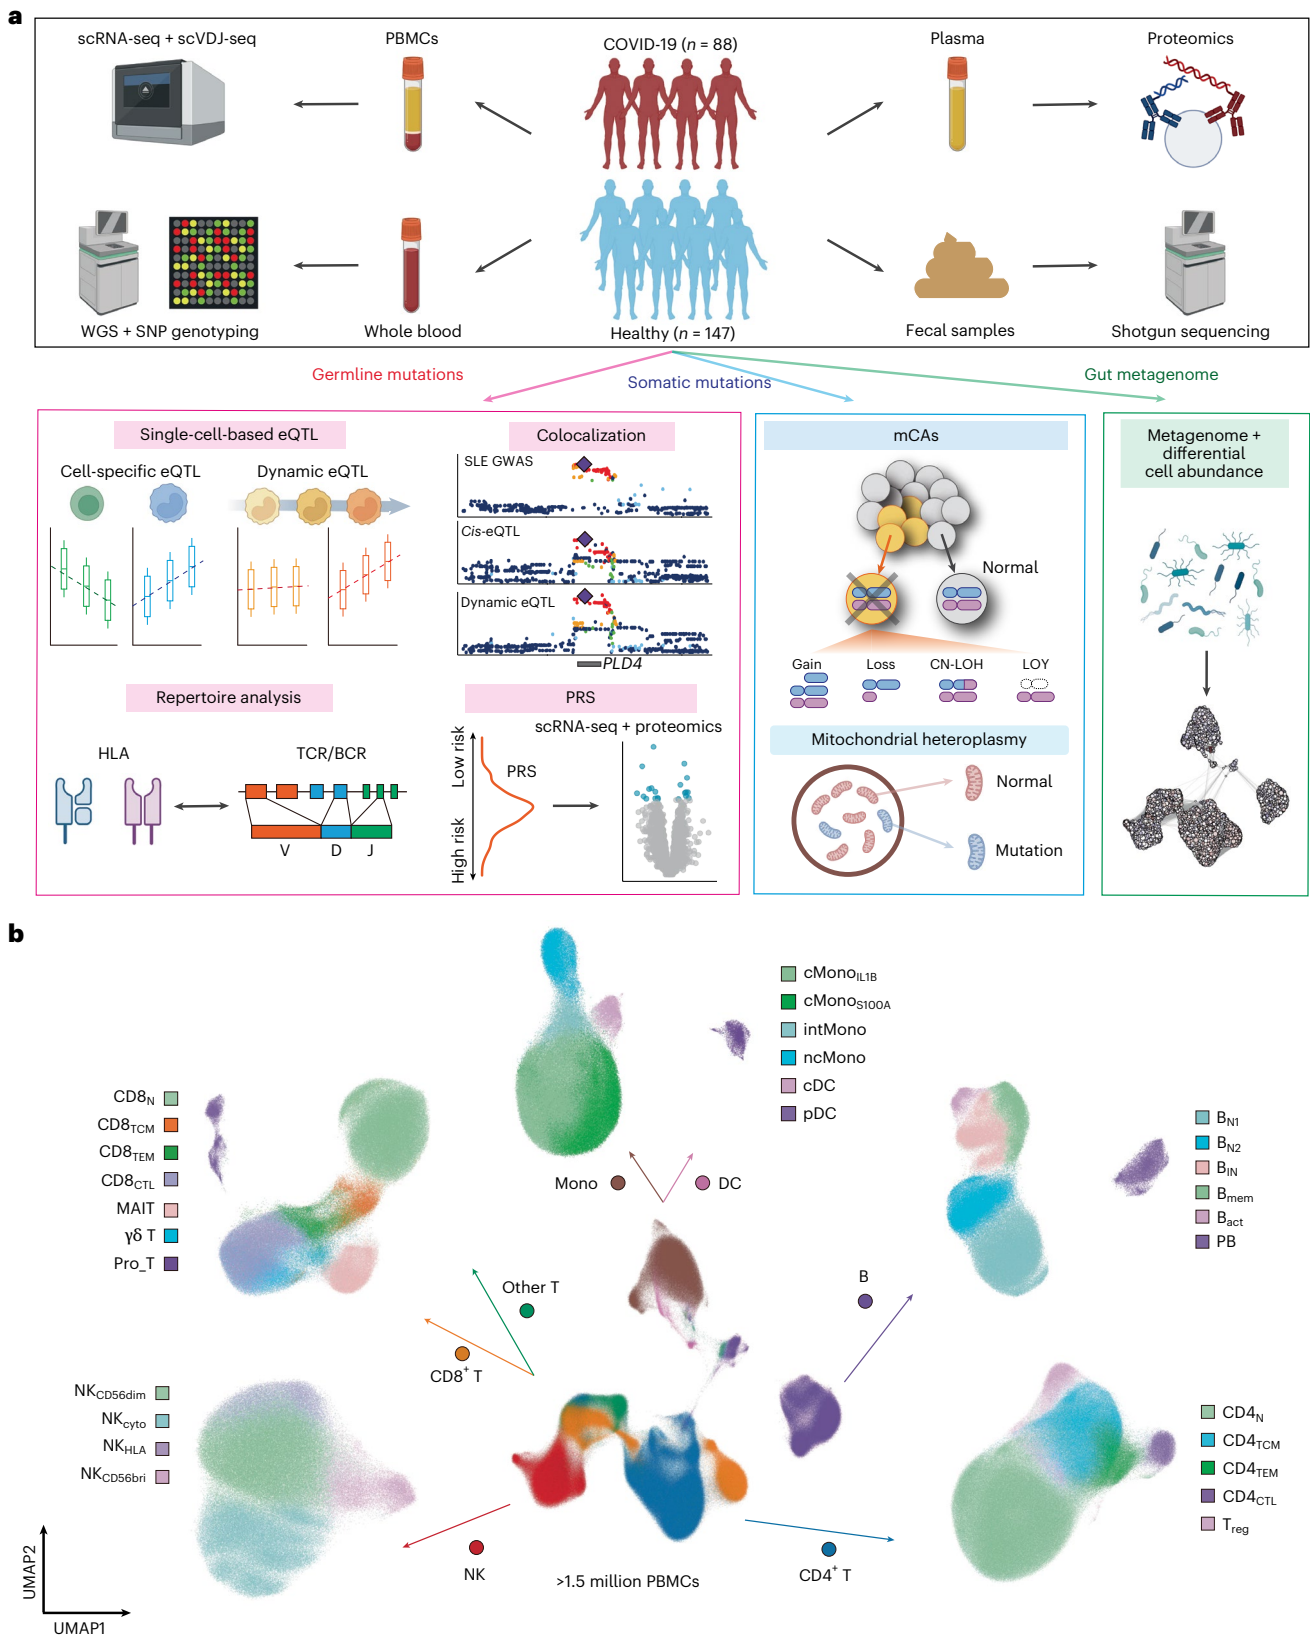 a
scRNA-seq + scVDJ-seq
PBMCs
COVID-19 (n = 88)
Plasma
Proteomics
WGS + SNP genotyping
Whole blood
Healthy (n = 147)
Fecal samples
Shotgun sequencing
Germline mutations
Somatic mutations
Gut metagenome
Single-cell-based eQTL
Cell-specific eQTL
Dynamic eQTL
Colocalization
SLE GWAS
Cis-eQTL
Dynamic eQTL
PLD4
Repertoire analysis
HLA
TCR/BCR
V
D
J
PRS
scRNA-seq + proteomics
Low risk
High risk
PRS
mCAs
Normal
Gain
Loss
CN-LOH
LOY
Mitochondrial heteroplasmy
Normal
Mutation
Metagenome +
differential
cell abundance
b
cMonoIL1B
cMonoS100A
intMono
ncMono
cDC
pDC
CD8N
CD8TCM
CD8TEM
CD8CTL
MAIT
γδ T
Pro_T
Mono
DC
BN1
BN2
BIN
Bmem
Bact
PB
Other T
CD8+ T
B
NKCD56dim
NKcyto
NKHLA
NKCD56bri
CD4N
CD4TCM
CD4TEM
CD4CTL
Treg
NK
>1.5 million PBMCs
CD4+ T
UMAP2
UMAP1